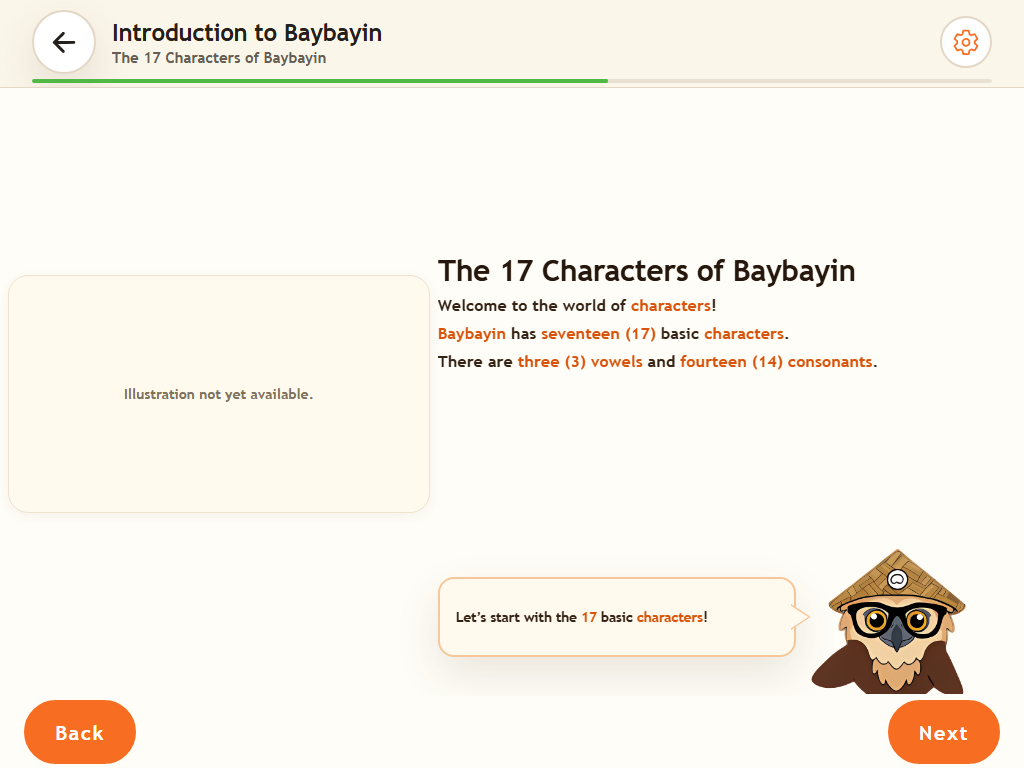 Introduction to Baybayin
The 17 Characters of Baybayin
Illustration not yet available.
The 17 Characters of Baybayin
Welcome to the world of characters!
Baybayin has seventeen (17) basic characters.
There are three (3) vowels and fourteen (14) consonants.
Let's start with the 17 basic characters!
Back
Next